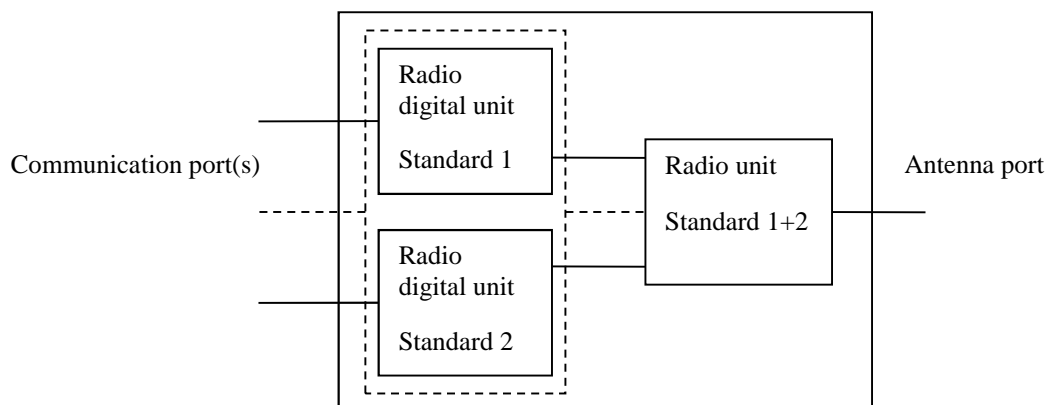 Communication port(s)
Radio
digital unit
Standard 1
Radio
digital unit
Standard 2
Radio unit
Standard 1+2
Antenna port